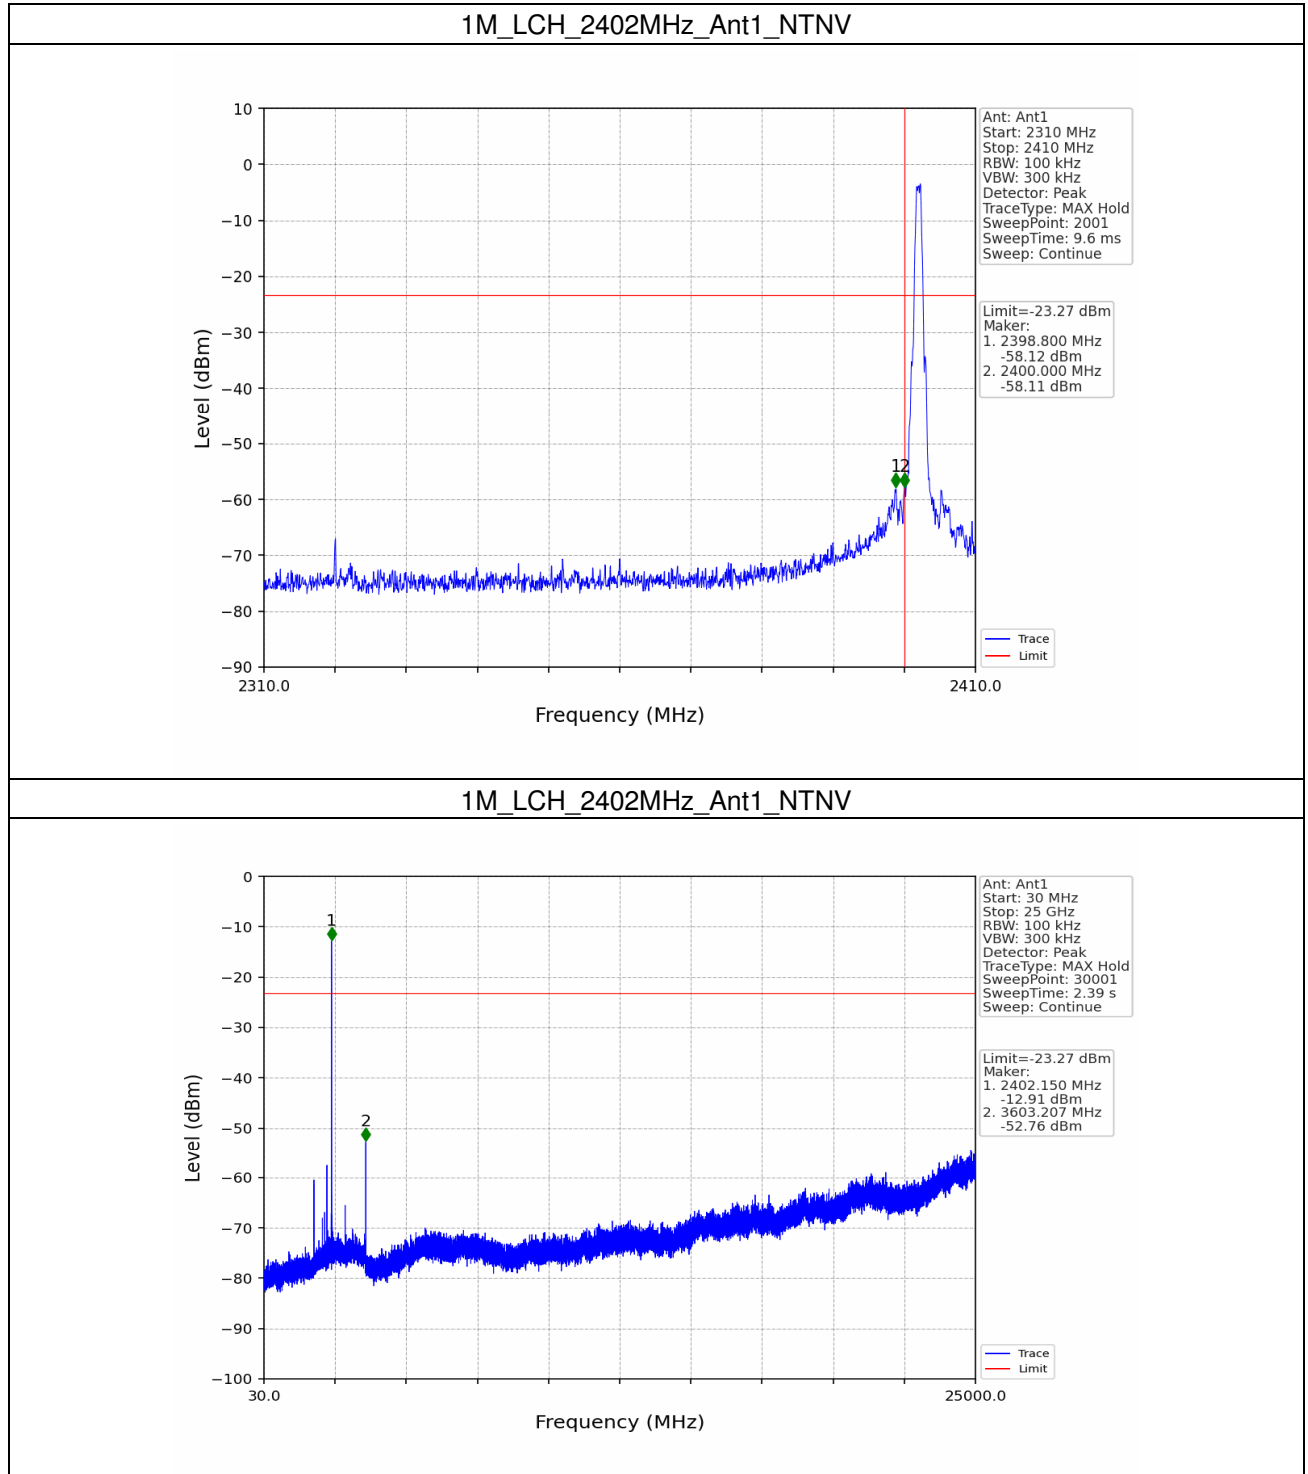 1M_LCH_2402MHz_Ant1_NTNV
10
0
−10
−20
−30
−40
−50
−60
−70
−80
−90
Level (dBm)
12
2310.0
2410.0
Frequency (MHz)
Ant: Ant1
Start: 2310 MHz
Stop: 2410 MHz
RBW: 100 kHz
VBW: 300 kHz
Detector: Peak
TraceType: MAX Hold
SweepPoint: 2001
SweepTime: 9.6 ms
Sweep: Continue
Limit=-23.27 dBm
Maker:
1. 2398.800 MHz
-58.12 dBm
2. 2400.000 MHz
-58.11 dBm
Trace
Limit
1M_LCH_2402MHz_Ant1_NTNV
0
−10
−20
−30
−40
−50
−60
−70
−80
−90
−100
Level (dBm)
1
2
30.0
25000.0
Frequency (MHz)
Ant: Ant1
Start: 30 MHz
Stop: 25 GHz
RBW: 100 kHz
VBW: 300 kHz
Detector: Peak
TraceType: MAX Hold
SweepPoint: 30001
SweepTime: 2.39 s
Sweep: Continue
Limit=-23.27 dBm
Maker:
1. 2402.150 MHz
-12.91 dBm
2. 3603.207 MHz
-52.76 dBm
Trace
Limit